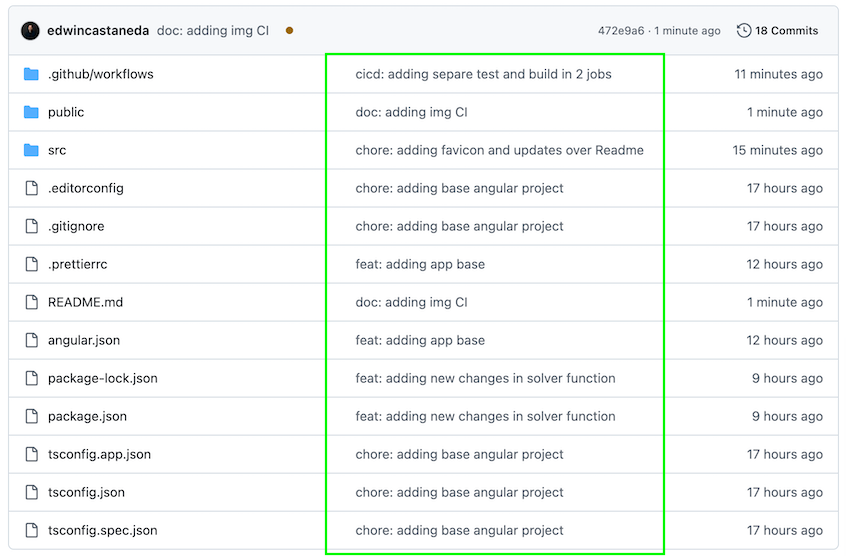 edwincastaneda doc: adding img CI 472e9a6 · 1 minute ago 18 Commits
.github/workflows cicd: adding separe test and build in 2 jobs 11 minutes ago
public doc: adding img CI 1 minute ago
src chore: adding favicon and updates over Readme 15 minutes ago
.editorconfig chore: adding base angular project 17 hours ago
.gitignore chore: adding base angular project 17 hours ago
.prettierrc feat: adding app base 12 hours ago
README.md doc: adding img CI 1 minute ago
angular.json feat: adding app base 12 hours ago
package-lock.json feat: adding new changes in solver function 9 hours ago
package.json feat: adding new changes in solver function 9 hours ago
tsconfig.app.json chore: adding base angular project 17 hours ago
tsconfig.json chore: adding base angular project 17 hours ago
tsconfig.spec.json chore: adding base angular project 17 hours ago